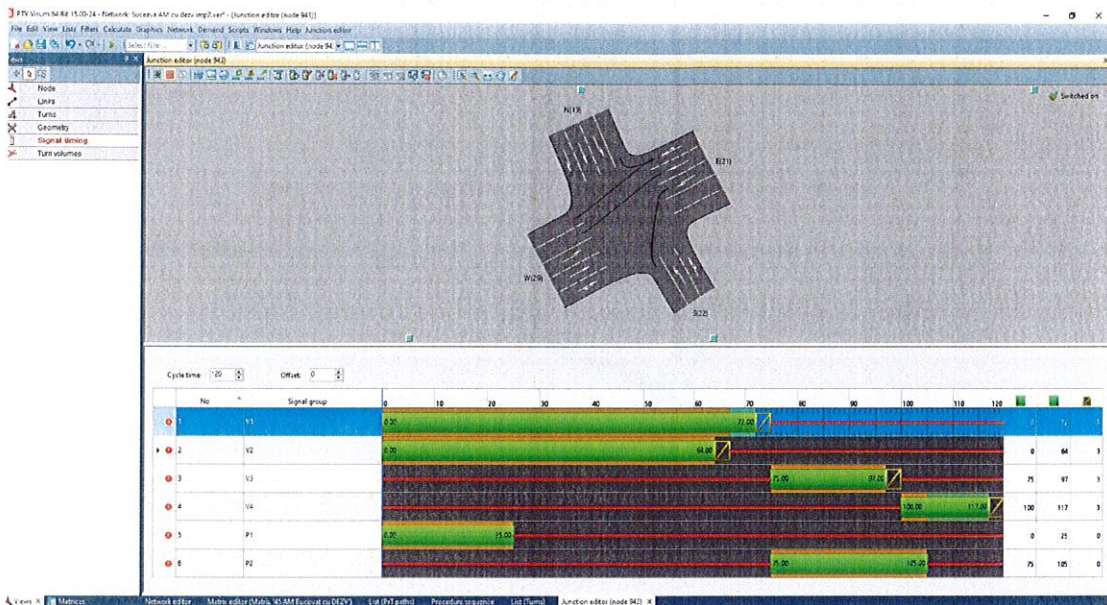 PTV Visum 64 Bit 15.00-24 - Network: Suceava AM cu dezv imp2.ver* - [Junction editor (node 943)]
File Edit View Lists Filters Calculate Graphics Network Demand Scripts Windows Help Junction editor
Select filter... Junction editor (node 94
Junction editor (node 943)
Node
Links
Turns
Geometry
Signal timing
Turn volumes
Switched on
N(19)
E(21)
W(29)
S(22)
Cycle time: 120 Offset: 0
No Signal group 0 10 20 30 40 50 60 70 80 90 100 110 120
1 V1 0.00 72.00 0 72 3
2 V2 0.00 64.00 0 64 3
3 V3 75.00 97.00 75 97 3
4 V4 100.00 117.00 100 117 3
5 P1 0.00 25.00 0 25 0
6 P2 75.00 105.00 75 105 0
Views Matrices Network editor List (PrT paths) Procedure sequence List (Turns) Junction editor (node 943)